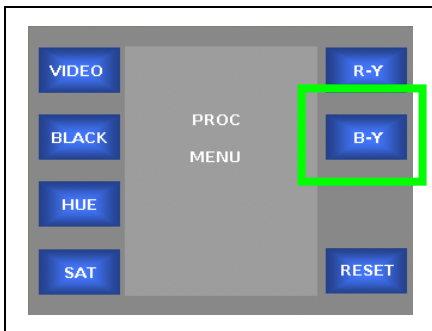 VIDEO
BLACK
HUE
SAT
PROC
MENU
R-Y
B-Y
RESET